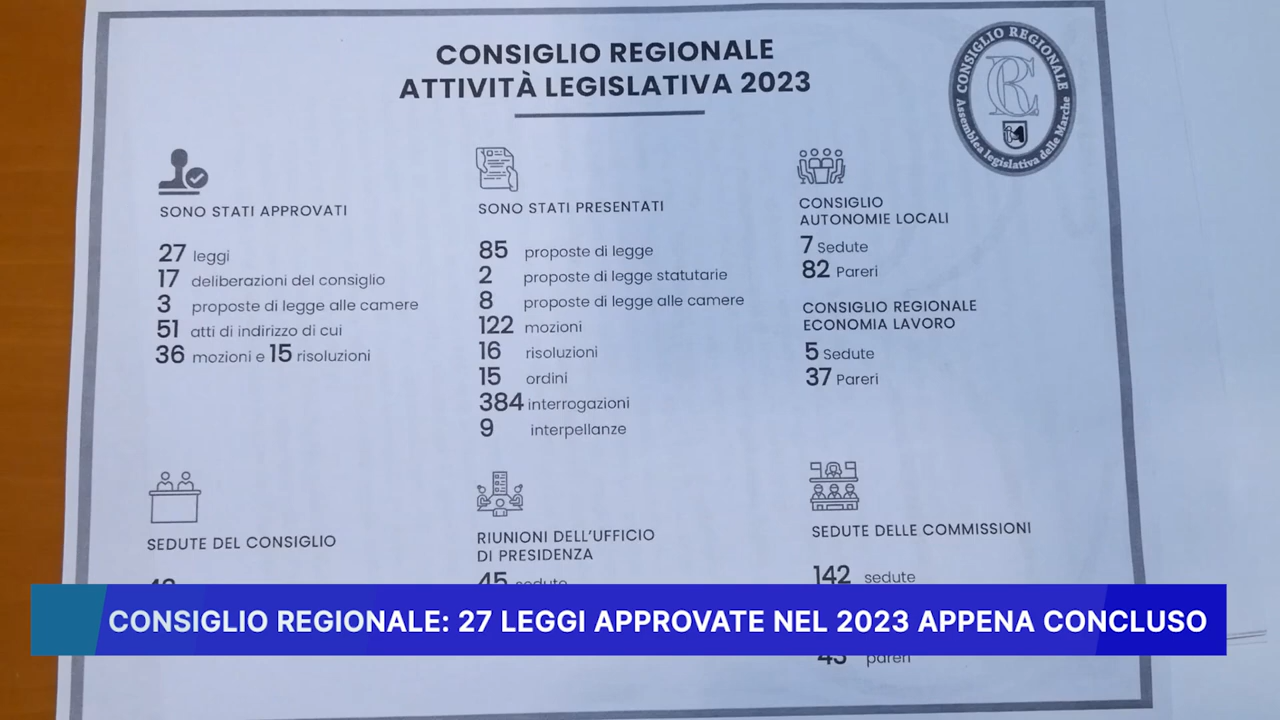 CONSIGLIO REGIONALE
ATTIVITÀ LEGISLATIVA 2023
CONSIGLIO REGIONALE
Assemblea legislativa delle Marche
SONO STATI APPROVATI
27 leggi
17 deliberazioni del consiglio
3 proposte di legge alle camere
51 atti di indirizzo di cui
36 mozioni e 15 risoluzioni
SONO STATI PRESENTATI
85 proposte di legge
2 proposte di legge statutarie
8 proposte di legge alle camere
122 mozioni
16 risoluzioni
15 ordini
384 interrogazioni
9 interpellanze
CONSIGLIO
AUTONOMIE LOCALI
7 Sedute
82 Pareri
CONSIGLIO REGIONALE
ECONOMIA LAVORO
5 Sedute
37 Pareri
SEDUTE DEL CONSIGLIO
RIUNIONI DELL'UFFICIO
DI PRESIDENZA
45 sedute
SEDUTE DELLE COMMISSIONI
142 sedute
pareri
CONSIGLIO REGIONALE: 27 LEGGI APPROVATE NEL 2023 APPENA CONCLUSO